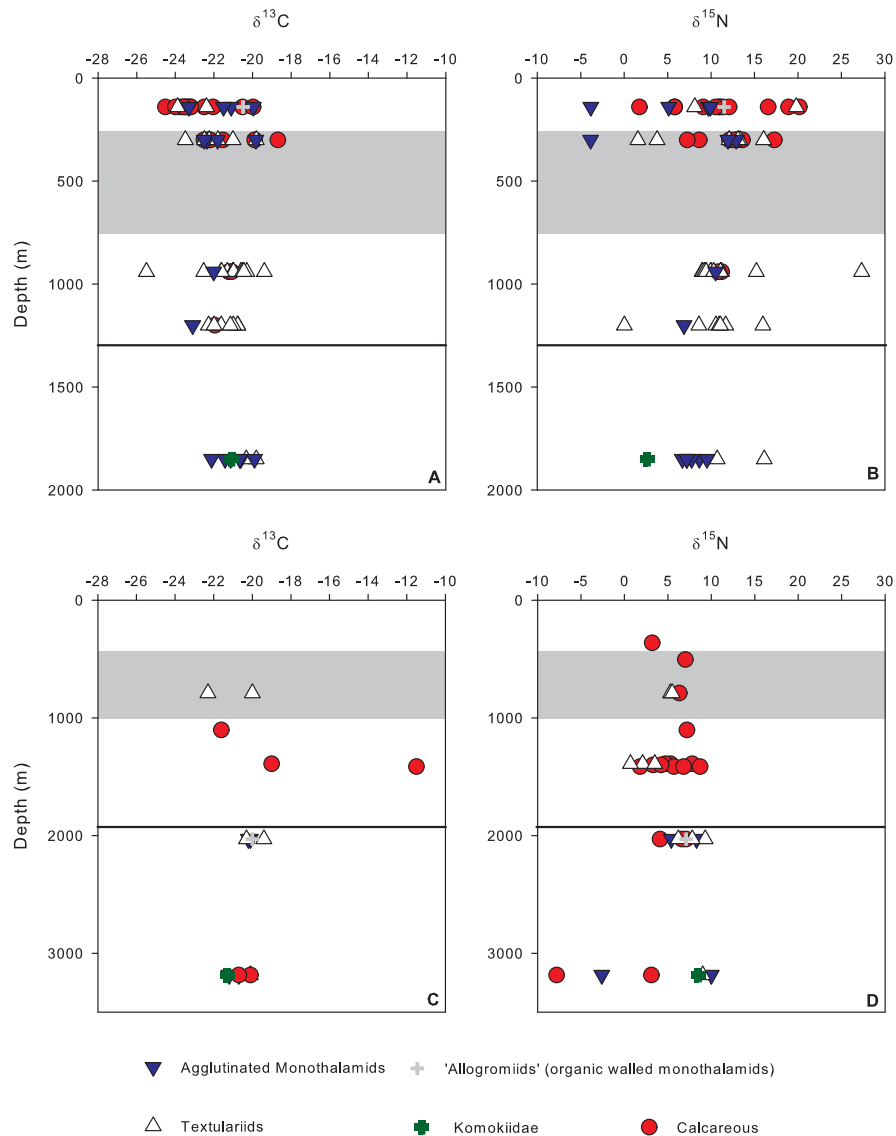 δ13C
δ15N
-28 -26 -24 -22 -20 -18 -16 -14 -12 -10
-10 -5 0 5 10 15 20 25 30
0
500
1000
1500
2000
Depth (m)
A
0
500
1000
1500
2000
B
δ13C
δ15N
-28 -26 -24 -22 -20 -18 -16 -14 -12 -10
-10 -5 0 5 10 15 20 25 30
0
1000
2000
3000
Depth (m)
C
0
1000
2000
3000
D
Agglutinated Monothalamids
'Allogromiids' (organic walled monothalamids)
Textulariids
Komokiidae
Calcareous